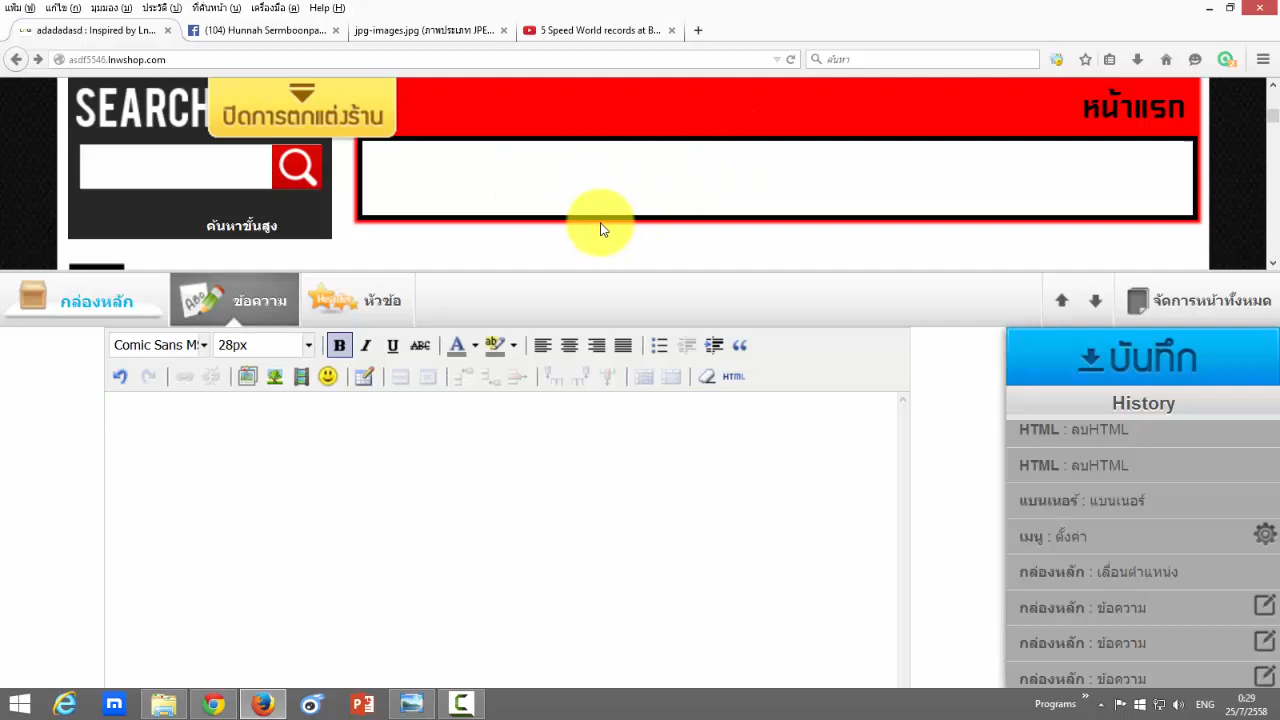 แฟ้ม (ฟ) แก้ไข (ก) มุมมอง (ม) ประวัติ (ป) ที่คั่นหน้า (ท) เครื่องมือ (ค) Help (H)
adadadasd : Inspired by Ln...
(104) Hunnah Sermboonpa...
jpg-images.jpg (ภาพประเภท JPE...
5 Speed World records at B...
asdf5546.lnwshop.com
ค้นหา
SEARCH
ปิดการตกแต่งร้าน
หน้าแรก
ค้นหาขั้นสูง
กล่องหลัก
ข้อความ
หัวข้อ
จัดการหน้าทั้งหมด
Comic Sans MS
28px
B I U ABC
HTML
บันทึก
History
HTML : ลบHTML
HTML : ลบHTML
แบนเนอร์ : แบนเนอร์
เมนู : ตั้งค่า
กล่องหลัก : เลื่อนตำแหน่ง
กล่องหลัก : ข้อความ
กล่องหลัก : ข้อความ
กล่องหลัก : ข้อความ
Programs
ENG
0:29
25/7/2558